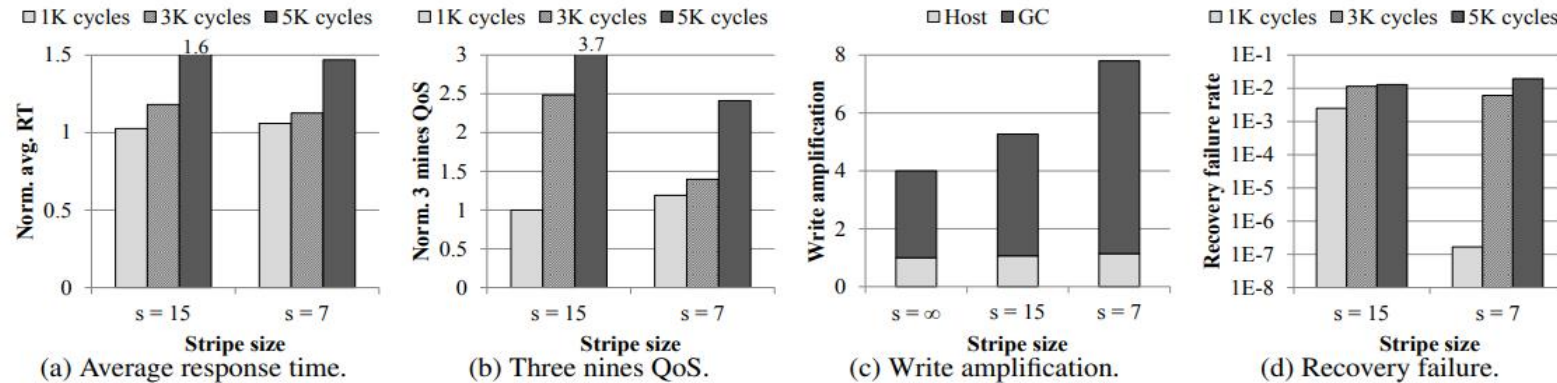 1K cycles 3K cycles 5K cycles
1.6
1.5
1
0.5
0
Norm. avg. RT
s = 15 s = 7
Stripe size
(a) Average response time.
1K cycles 3K cycles 5K cycles
3.7
3
2.5
2
1.5
1
0.5
0
Norm. 3 mines QoS
s = 15 s = 7
Stripe size
(b) Three nines QoS.
Host GC
8
6
4
2
0
Write amplification
s = ∞ s = 15 s = 7
Stripe size
(c) Write amplification.
1K cycles 3K cycles 5K cycles
1E-1
1E-2
1E-3
1E-4
1E-5
1E-6
1E-7
1E-8
Recovery failure rate
s = 15 s = 7
Stripe size
(d) Recovery failure.